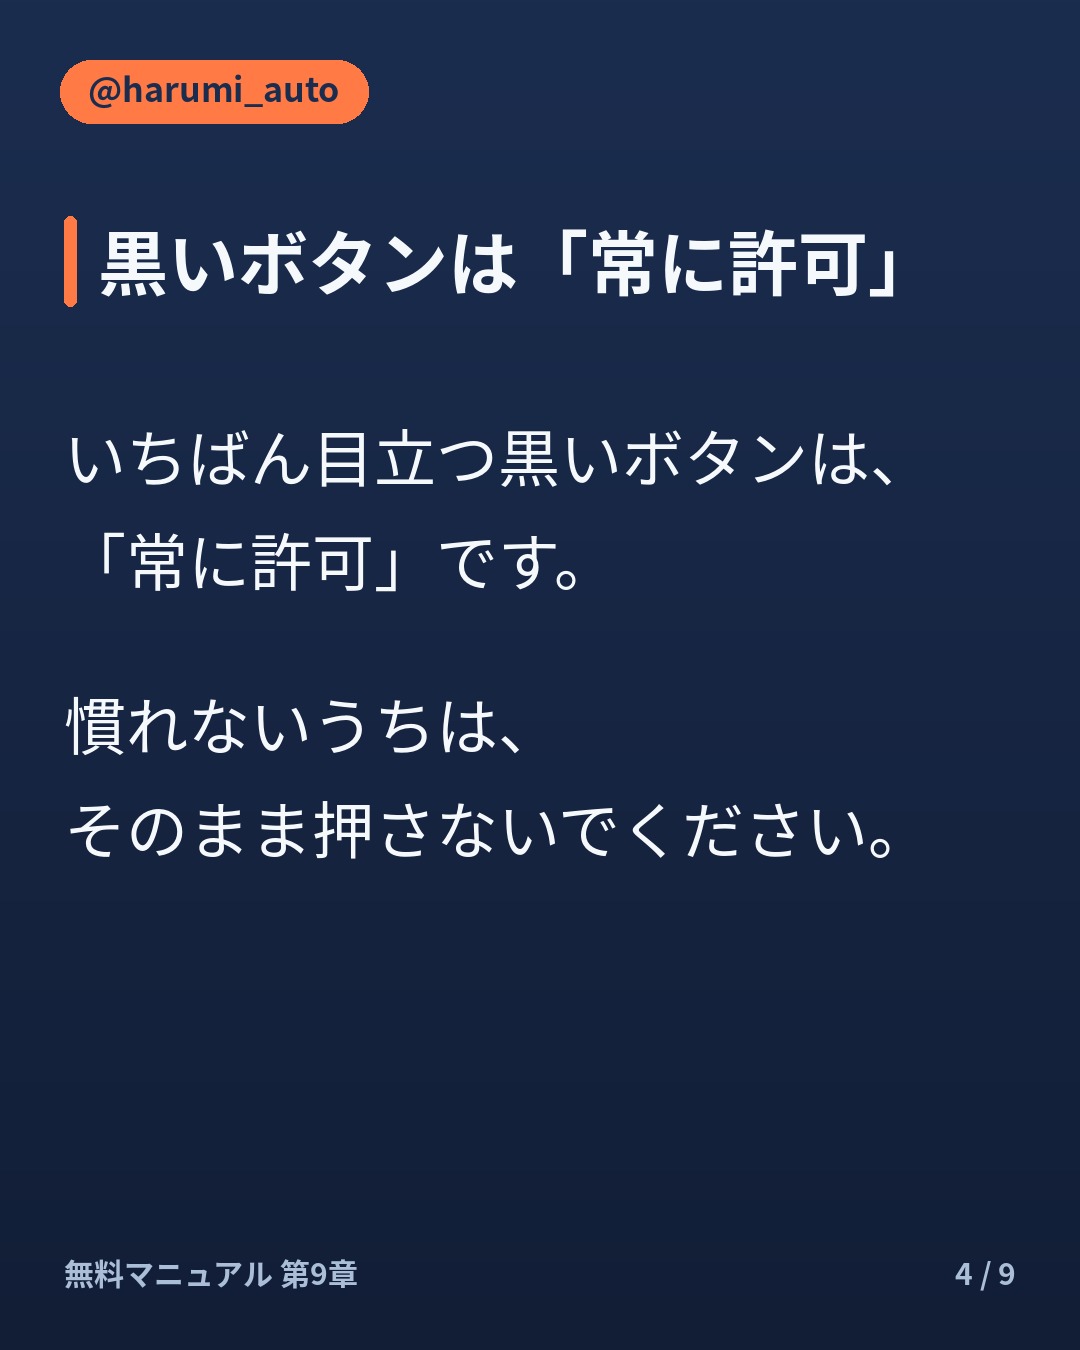 @harumi_auto
黒いボタンは「常に許可」
いちばん目立つ黒いボタンは、
「常に許可」です。
慣れないうちは、
そのまま押さないでください。
無料マニュアル 第9章
4 / 9